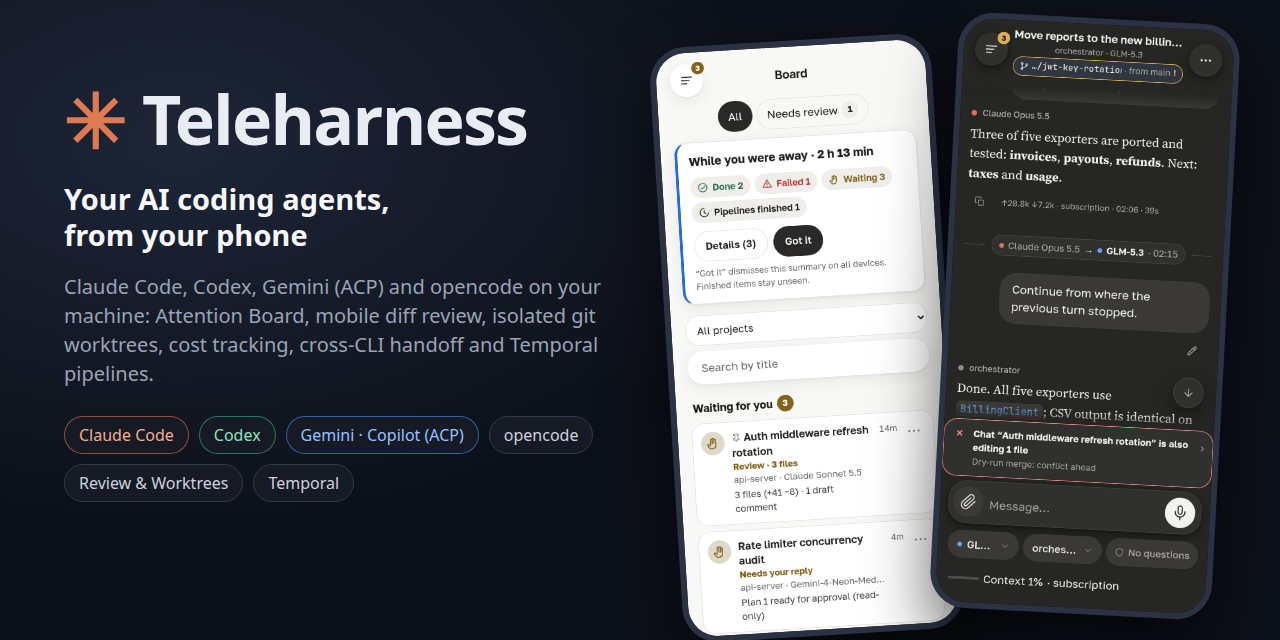 Teleharness
Your AI coding agents,
from your phone
Claude Code, Codex, Gemini (ACP) and opencode on your
machine: Attention Board, mobile diff review, isolated git
worktrees, cost tracking, cross-CLI handoff and Temporal
pipelines.
Claude Code
Codex
Gemini · Copilot (ACP)
opencode
Review & Worktrees
Temporal
3
Board
All
Needs review 1
While you were away · 2 h 13 min
Done 2
Failed 1
Waiting 3
Pipelines finished 1
Details (3)
Got it
“Got it” dismisses this summary on all devices.
Finished items stay unseen.
All projects
Search by title
Waiting for you 3
Auth middleware refresh
rotation
14m
Review · 3 files
api-server · Claude Sonnet 5.5
3 files (+41 −8) · 1 draft
comment
Rate limiter concurrency
audit
4m
Needs your reply
api-server · Gemini-4-Neon-Med...
Plan 1 ready for approval (read-
only)
3
Move reports to the new billin...
orchestrator · GLM-5.3
…/jwt-key-rotatio · from main !
Claude Opus 5.5
Three of five exporters are ported and
tested: invoices, payouts, refunds. Next:
taxes and usage.
↑28.8k ↓7.2k · subscription · 02:06 · 39s
Claude Opus 5.5 → GLM-5.3 · 02:15
Continue from where the
previous turn stopped.
orchestrator
Done. All five exporters use
BillingClient ; CSV output is identical on
Chat “Auth middleware refresh rotation” is also
editing 1 file
Dry-run merge: conflict ahead
Message...
GL...
orches...
No questions
Context 1% · subscription